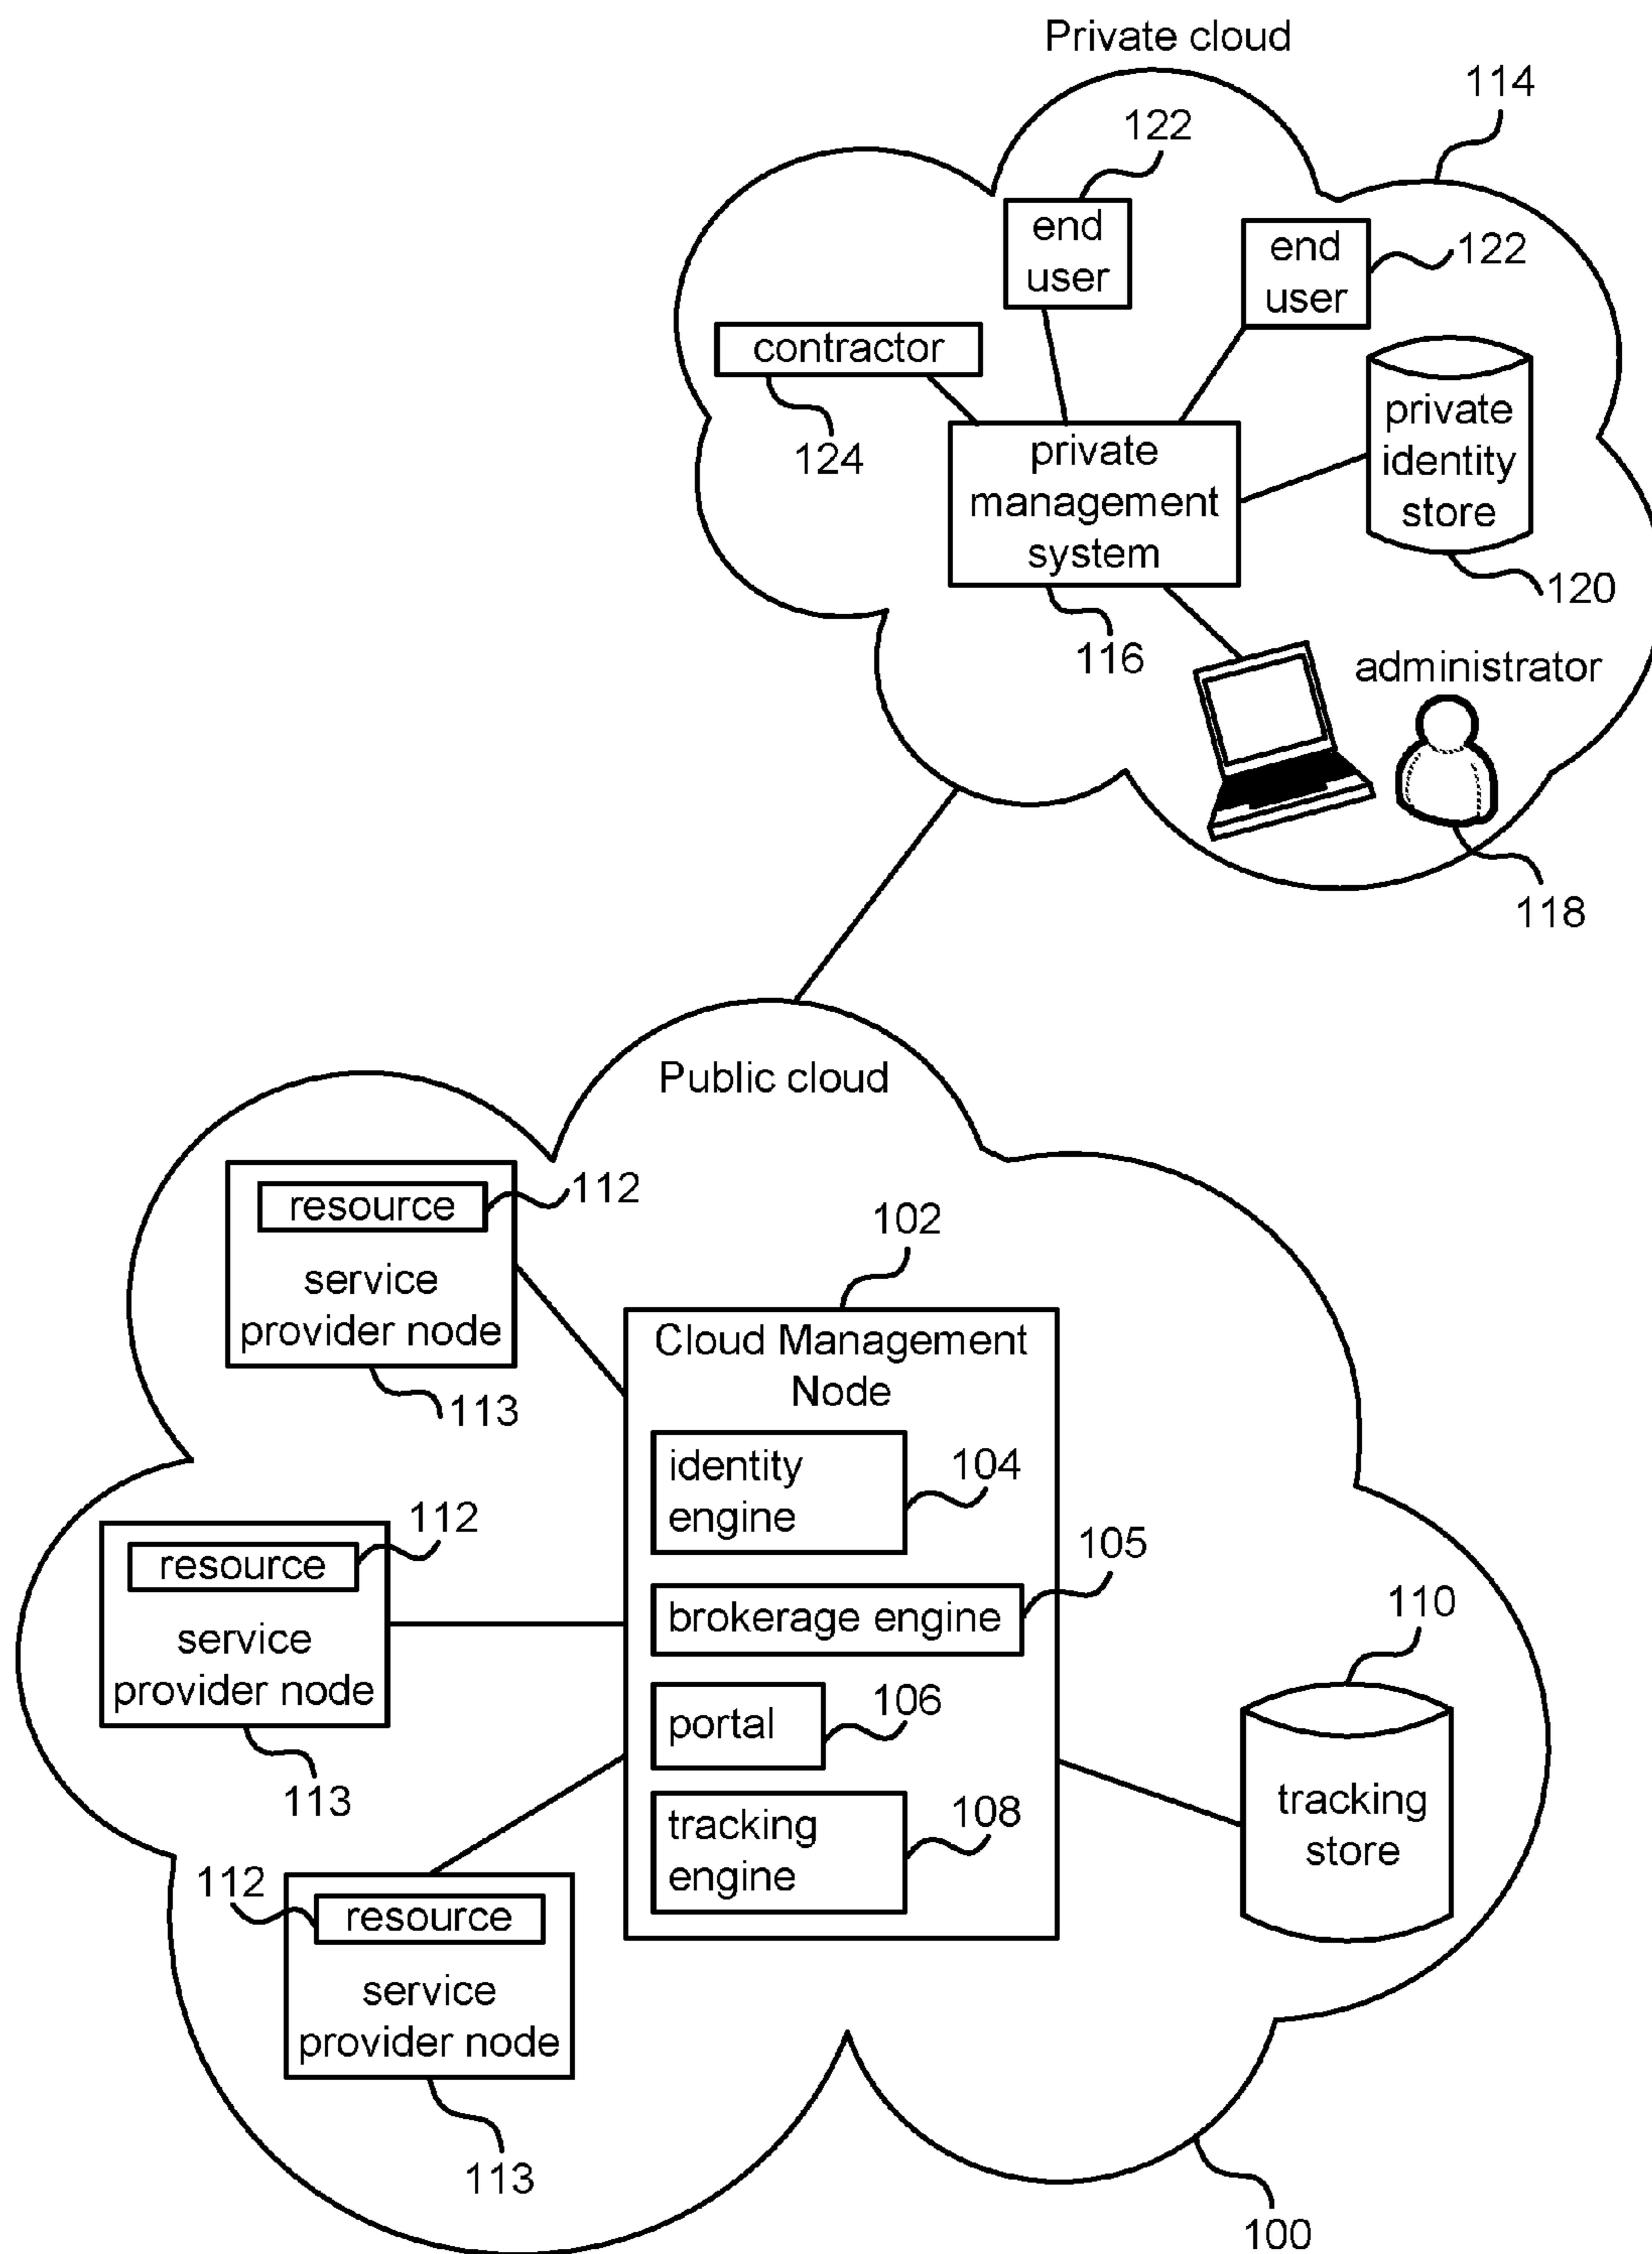 Private cloud
114
122
end
user
end
user
122
contractor
124
private
management
system
116
private
identity
store
120
administrator
118
Public cloud
resource
112
service
provider node
113
102
Cloud Management
Node
identity
engine
104
105
brokerage engine
portal
106
tracking
engine
108
resource
112
service
provider node
113
110
tracking
store
112
resource
service
provider node
113
100